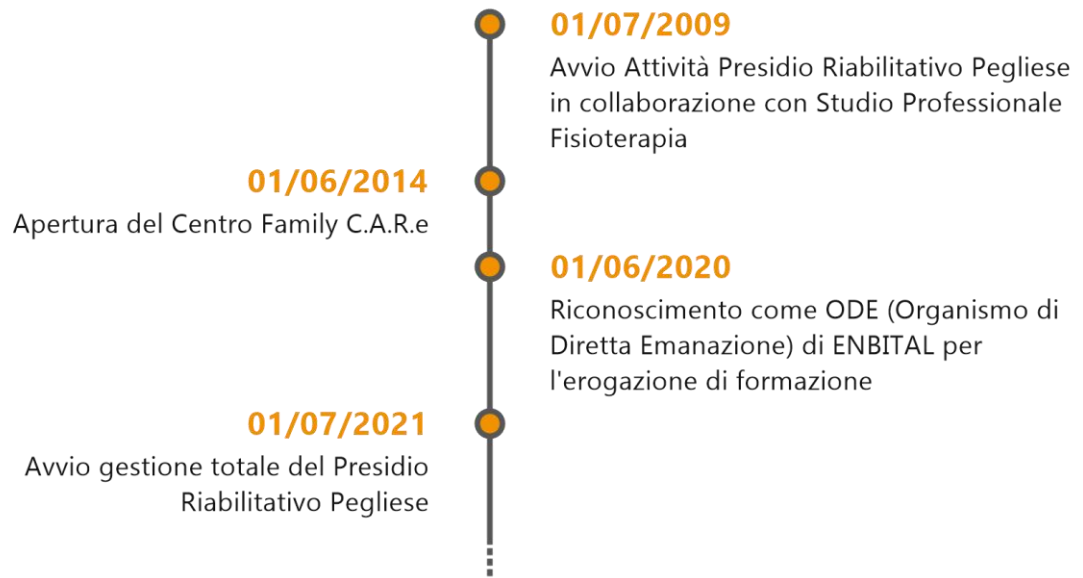 01/07/2009
Avvio Attività Presidio Riabilitativo Pegliese
in collaborazione con Studio Professionale
Fisioterapia
01/06/2014
Apertura del Centro Family C.A.R.e
01/06/2020
Riconoscimento come ODE (Organismo di
Diretta Emanazione) di ENBITAL per
l'erogazione di formazione
01/07/2021
Avvio gestione totale del Presidio
Riabilitativo Pegliese